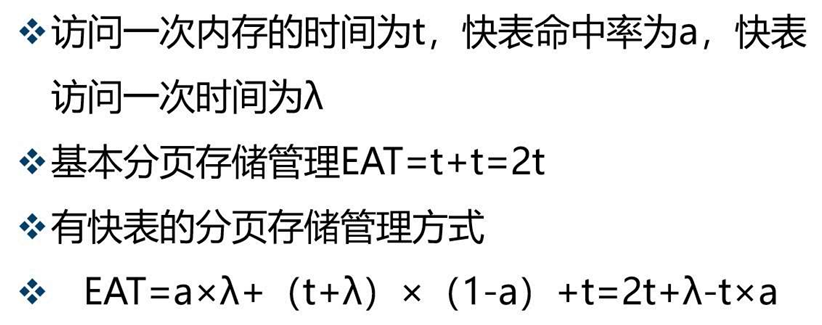 ❖访问一次内存的时间为t，快表命中率为a，快表
访问一次时间为λ
❖基本分页存储管理EAT=t+t=2t
❖有快表的分页存储管理方式
❖ EAT=a×λ+（t+λ）×（1-a）+t=2t+λ-t×a